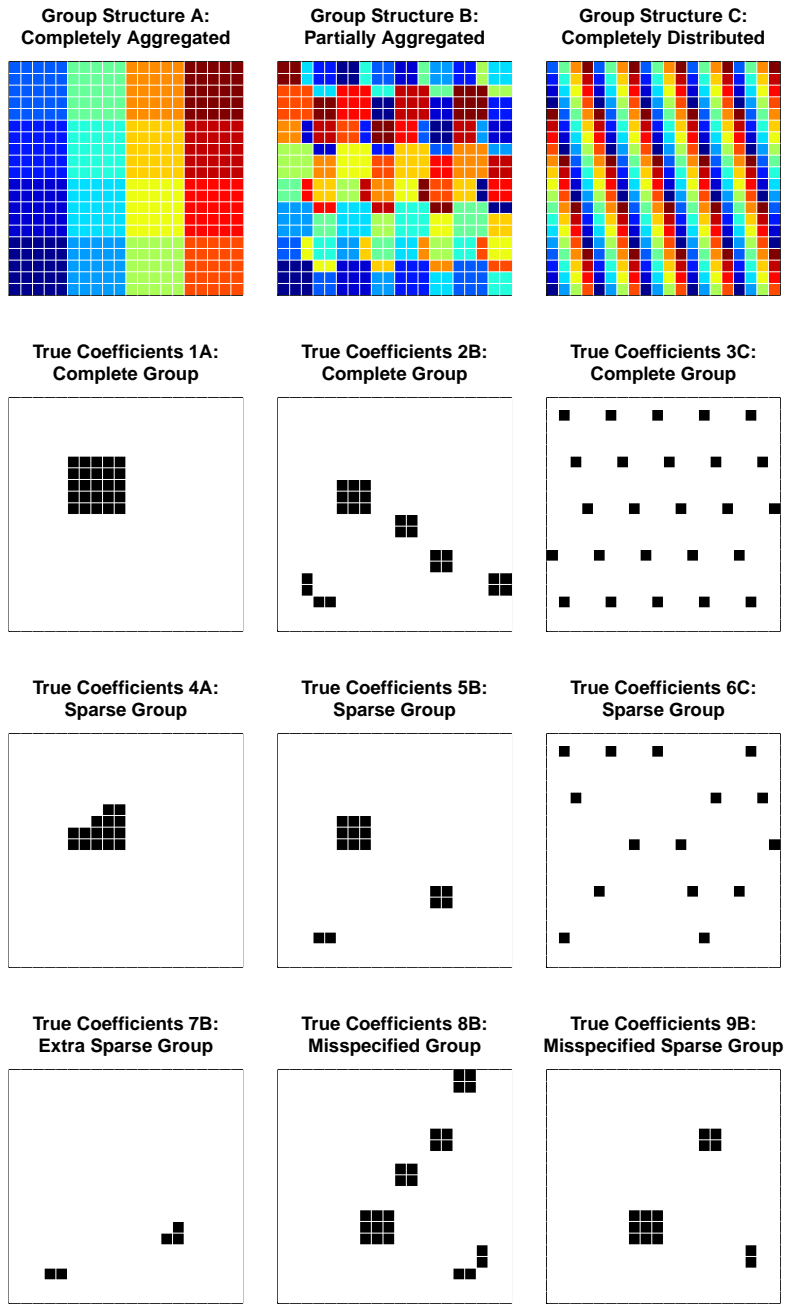 Group Structure A:
Completely Aggregated
Group Structure B:
Partially Aggregated
Group Structure C:
Completely Distributed
True Coefficients 1A:
Complete Group
True Coefficients 2B:
Complete Group
True Coefficients 3C:
Complete Group
True Coefficients 4A:
Sparse Group
True Coefficients 5B:
Sparse Group
True Coefficients 6C:
Sparse Group
True Coefficients 7B:
Extra Sparse Group
True Coefficients 8B:
Misspecified Group
True Coefficients 9B:
Misspecified Sparse Group